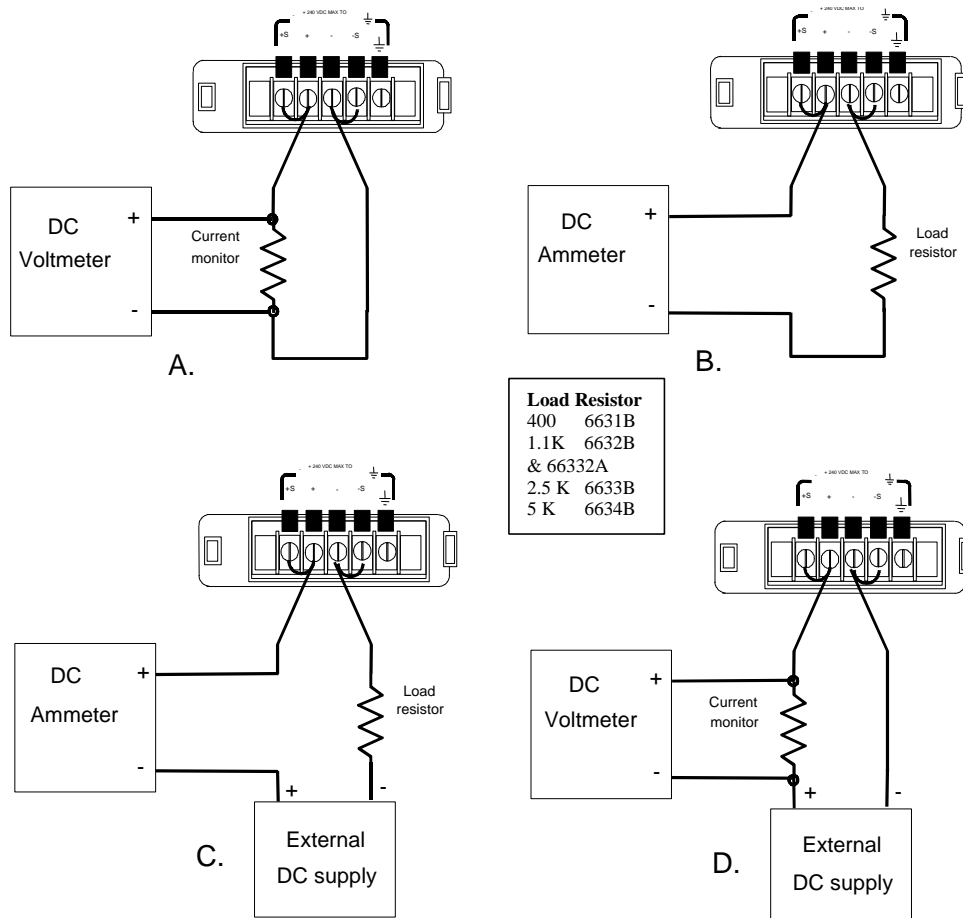 - + 240 VDC MAX TO
+S + - -S
DC
Voltmeter
+
-
Current
monitor
A.
- + 240 VDC MAX TO
+S + - -S
DC
Ammeter
+
-
Load
resistor
B.
Load Resistor
400 6631B
1.1K 6632B
& 66332A
2.5 K 6633B
5 K 6634B
- + 240 VDC MAX TO
+S + - -S
DC
Ammeter
+
-
Load
resistor
+ -
External
DC supply
C.
- + 240 VDC MAX TO
+S + - -S
DC
Voltmeter
+
-
Current
monitor
+ -
External
DC supply
D.